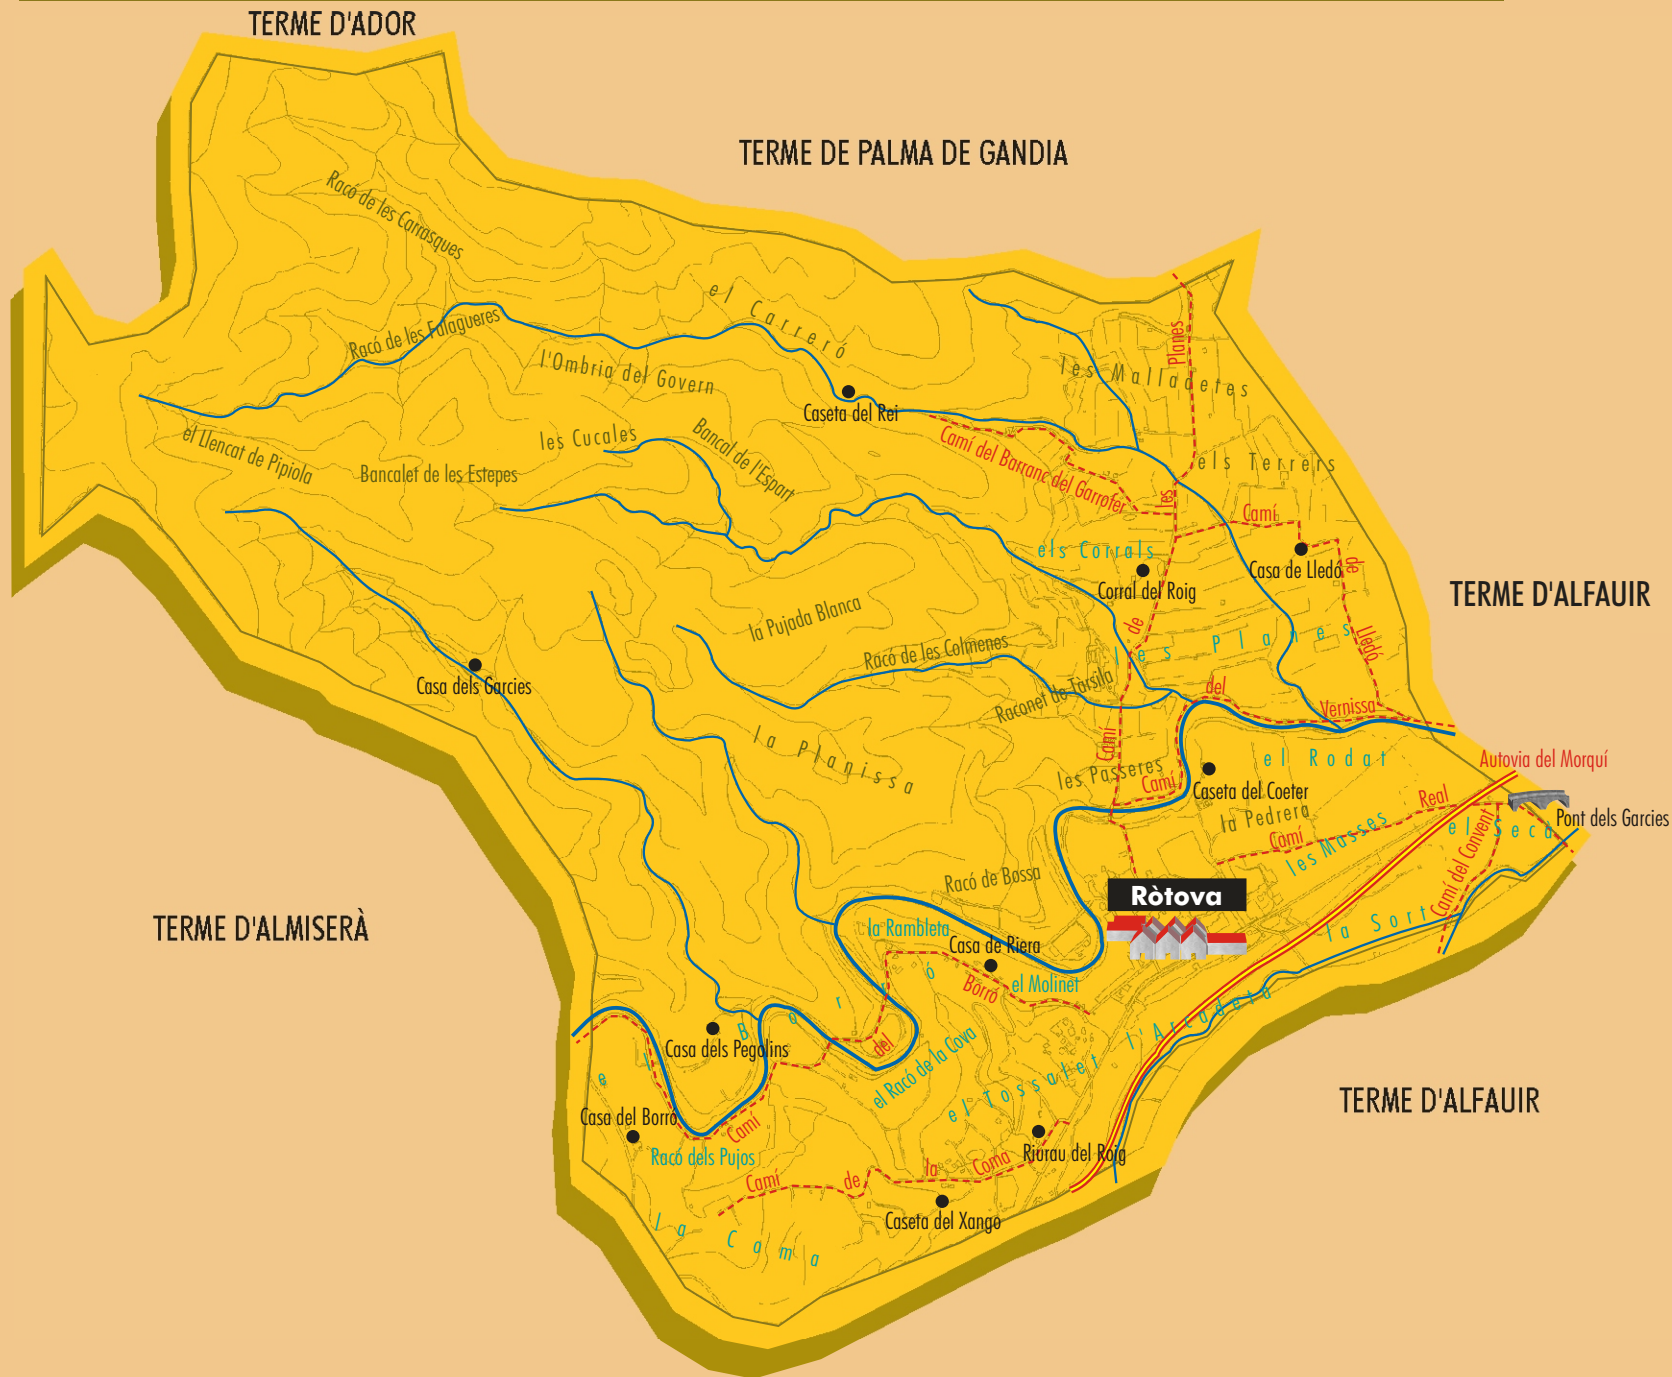 TERME D'ADOR
TERME DE PALMA DE GANDIA
Racó de les Carrasques
el Carreró
Racó de les Falagueres
l'Ombria del Govern
Planes
les Malladetes
Caseta del Rei
el Llencat de Pipiola
Bancalet de les Estepes
les Cucales
Bancal de l'Espart
Camí del Barranc del Garrofer
els Terrers
les
Camí
els Corrals
Corral del Roig
Casa de Lledó
de
TERME D'ALFAUIR
la Pujada Blanca
de
les Planes
Lledó
Racó de les Colmenes
Casa dels Garcies
Raconet de Tàrsila
del
Vernissa
la Planissa
Camí
el Rodat
Autovia del Morquí
les Passeres
Camí
Caseta del Coeter
la Pedrera
Camí
Real
les Masses
el Secà
Pont dels Garcies
Camí del Convent
Racó de Bossa
Ròtova
TERME D'ALMISERÀ
la Rambleta
Casa de Riera
la Sort
Borró
el Molinet
l'Arcadeta
Casa dels Pegolins
el Borró
del
el Racó de la Cova
el Tossalet
TERME D'ALFAUIR
Casa del Borró
Camí
Racó dels Pujos
Riurau del Roig
Camí de la Coma
Caseta del Xango
la Coma